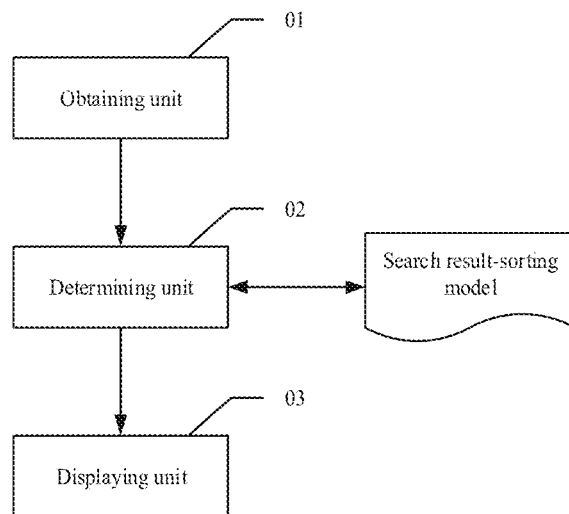 01
Obtaining unit
02
Determining unit
Search result-sorting
model
03
Displaying unit